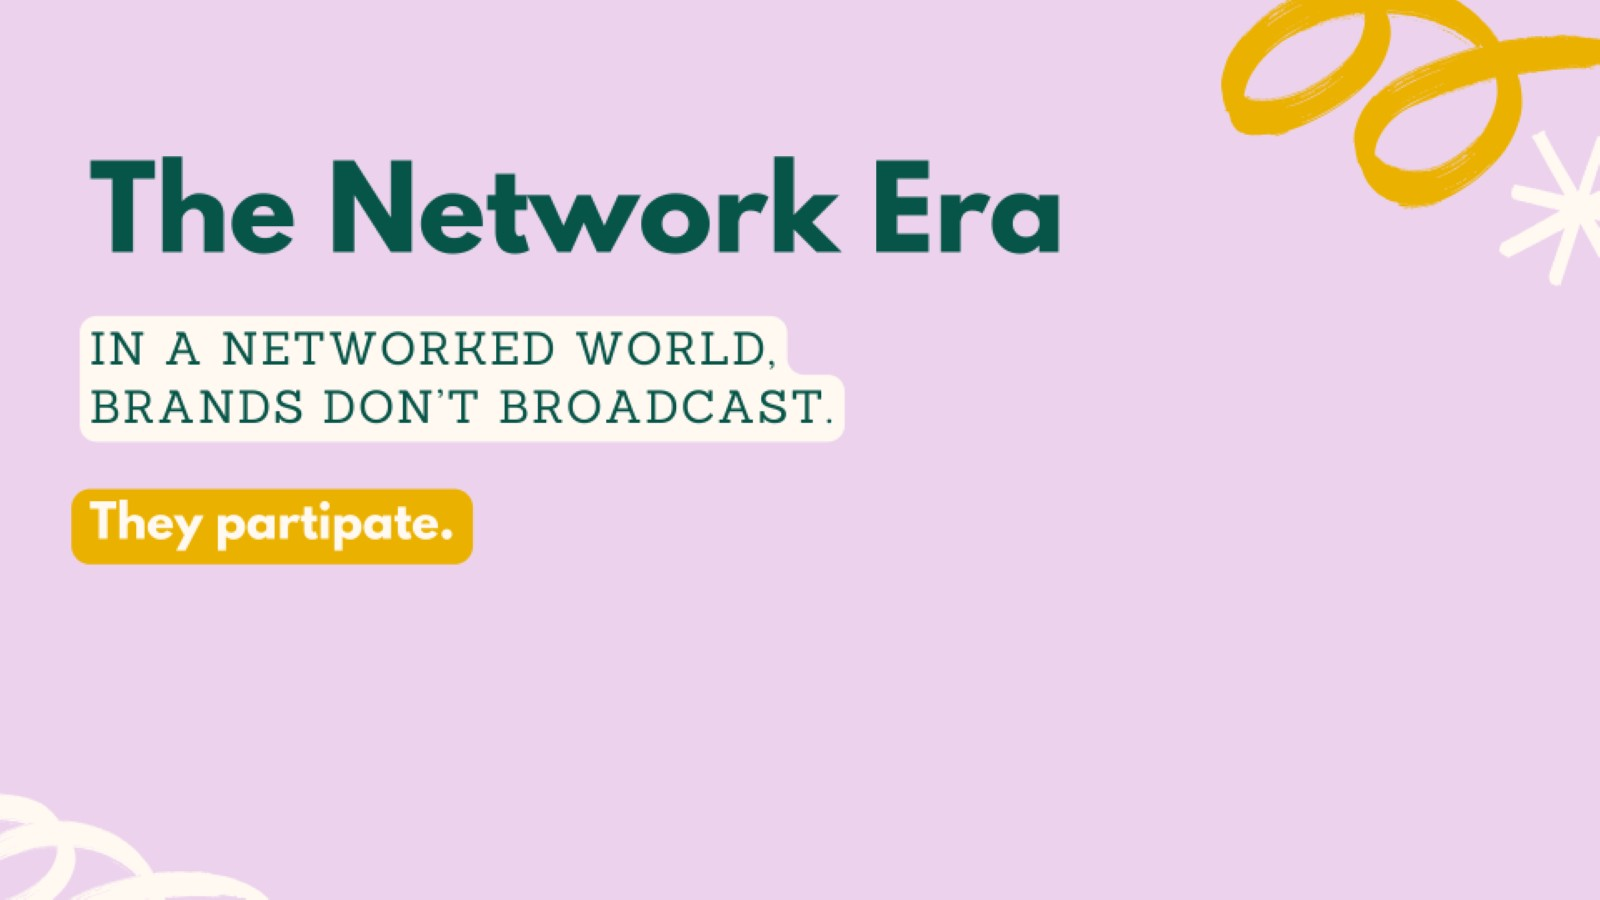 The Network Era
IN A NETWORKED WORLD,
BRANDS DON’T BROADCAST.
They partipate.